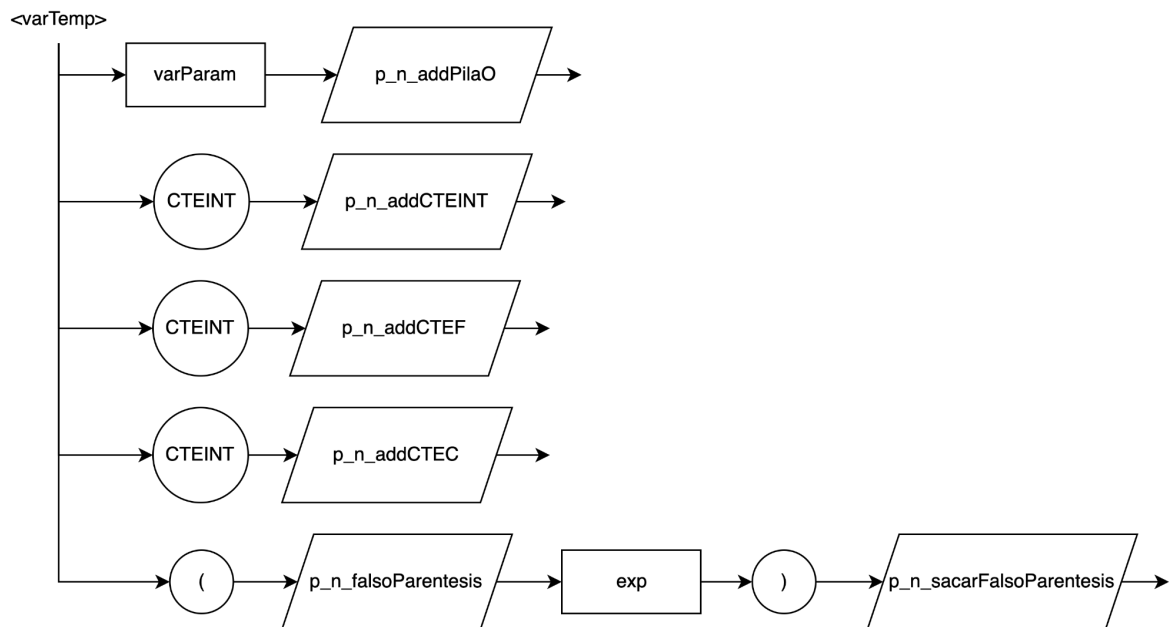 <varTemp>
varParam p_n_addPilaO
CTEINT p_n_addCTEINT
CTEINT p_n_addCTEF
CTEINT p_n_addCTEC
( p_n_falsoParentesis exp ) p_n_sacarFalsoParentesis